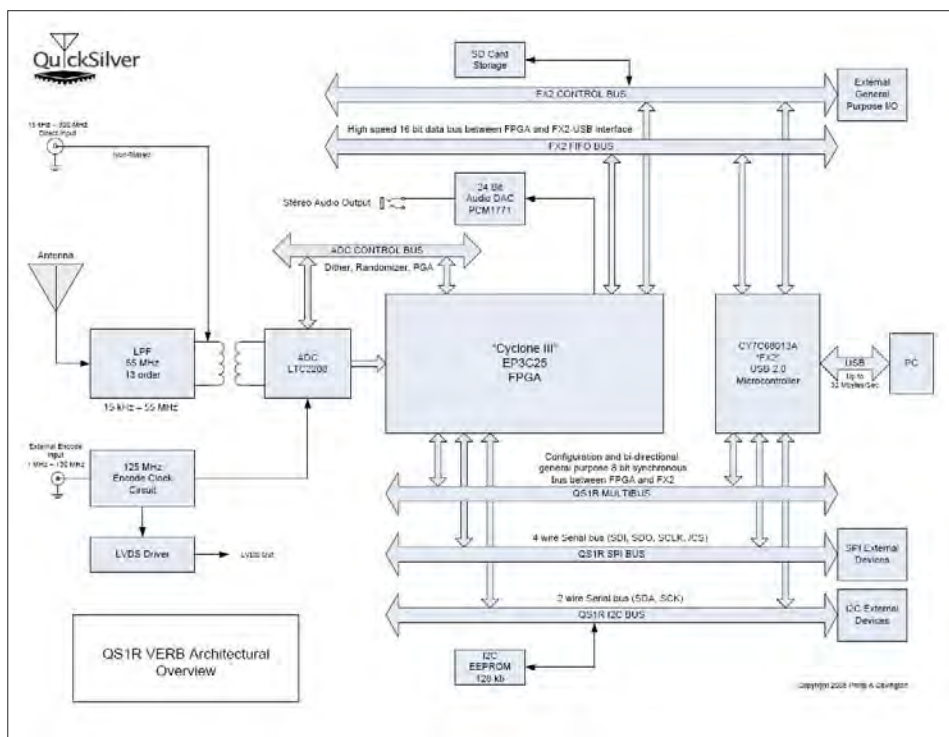 QuickSilver
SD Card
Storage
FX2 CONTROL BUS
External
General
Purpose I/O
Direct Input
High speed 16 bit data bus between FPGA and FX2-USB interface
FX2 FIFO BUS
24 Bit
Audio DAC
PCM1771
Stereo Audio Output
ADC CONTROL BUS
Dither, Randomizer, PGA
Antenna
LPF
55 MHz
13 order
15 kHz – 55 MHz
ADC
LTC2208
"Cyclone III"
EP3C25
FPGA
CY7C68013A
"FX2"
USB 2.0
Microcontroller
USB
Up to
32 Mbytes/Sec
PC
External Encode
Input
125 MHz
Encode Clock
Circuit
LVDS Driver
LVDS Out
Configuration and bi-directional
general purpose 8 bit synchronous
bus between FPGA and FX2
QS1R MULTIBUS
4 wire Serial bus (SDI, SDO, SCLK, /CS)
QS1R SPI BUS
SPI External
Devices
2 wire Serial bus (SDA, SCK)
QS1R I2C BUS
I2C External
Devices
I2C
EEPROM
128 kb
QS1R VERB Architectural
Overview
Copyright